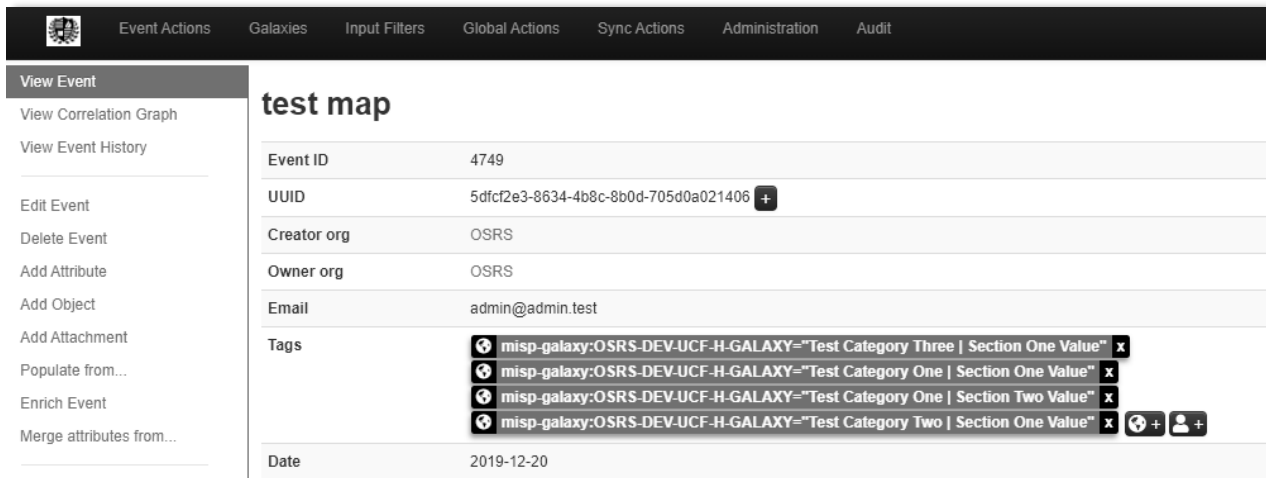 Event Actions Galaxies Input Filters Global Actions Sync Actions Administration Audit
View Event
View Correlation Graph
View Event History
Edit Event
Delete Event
Add Attribute
Add Object
Add Attachment
Populate from...
Enrich Event
Merge attributes from...
test map
Event ID 4749
UUID 5dfcf2e3-8634-4b8c-8b0d-705d0a021406 +
Creator org OSRS
Owner org OSRS
Email admin@admin.test
Tags misp-galaxy:OSRS-DEV-UCF-H-GALAXY="Test Category Three | Section One Value" x
misp-galaxy:OSRS-DEV-UCF-H-GALAXY="Test Category One | Section One Value" x
misp-galaxy:OSRS-DEV-UCF-H-GALAXY="Test Category One | Section Two Value" x
misp-galaxy:OSRS-DEV-UCF-H-GALAXY="Test Category Two | Section One Value" x + +
Date 2019-12-20